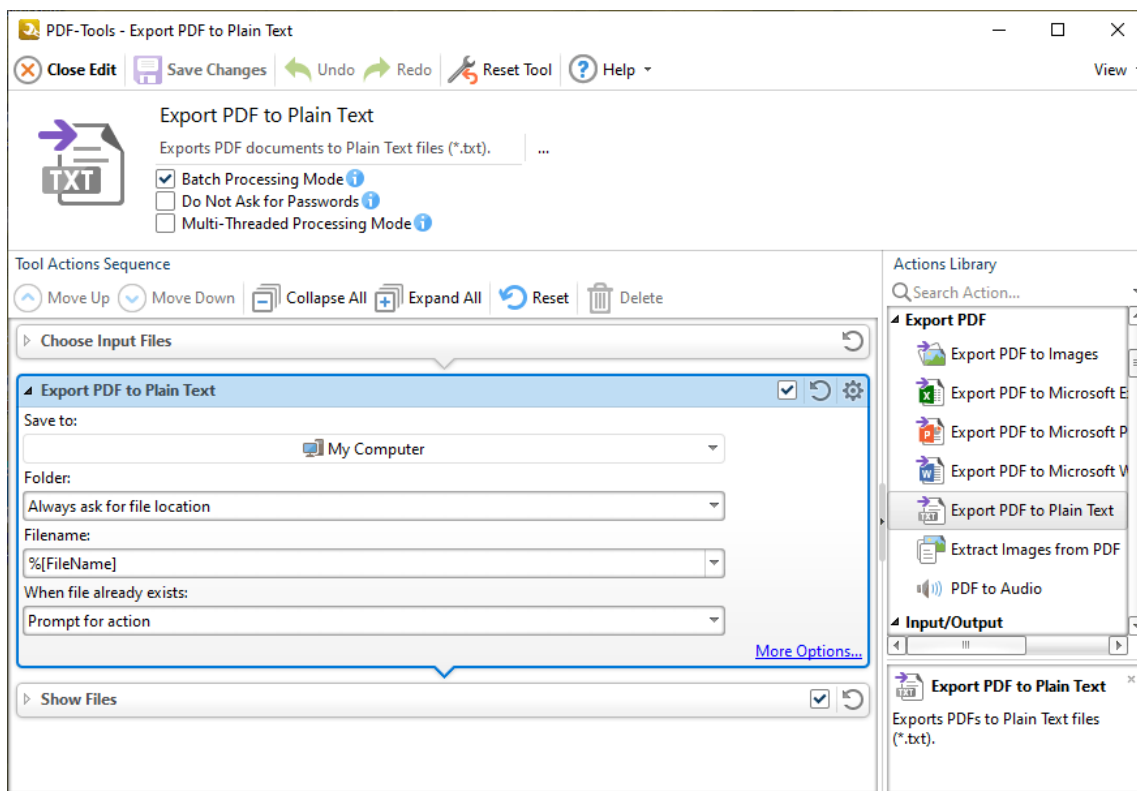 PDF-Tools - Export PDF to Plain Text
Close Edit Save Changes Undo Redo Reset Tool ? Help View
Export PDF to Plain Text
Exports PDF documents to Plain Text files (*.txt). ...
TXT
Batch Processing Mode i
Do Not Ask for Passwords i
Multi-Threaded Processing Mode i
Tool Actions Sequence
Move Up Move Down Collapse All Expand All Reset Delete
Choose Input Files
Export PDF to Plain Text
Save to:
My Computer
Folder:
Always ask for file location
Filename:
%[FileName]
When file already exists:
Prompt for action
More Options...
Show Files
Actions Library
Search Action...
Export PDF
Export PDF to Images
Export PDF to Microsoft E
Export PDF to Microsoft P
Export PDF to Microsoft W
TXT Export PDF to Plain Text
Extract Images from PDF
PDF to Audio
Input/Output
TXT Export PDF to Plain Text
Exports PDFs to Plain Text files
(*.txt).